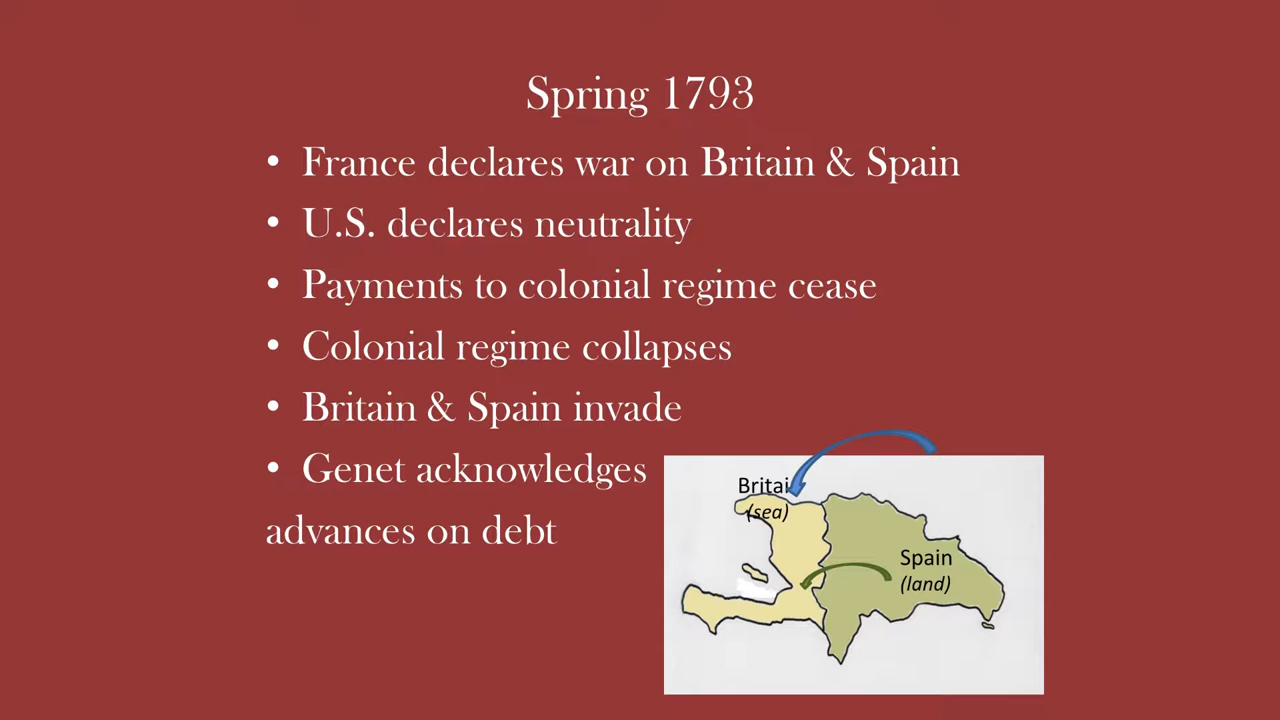 Spring 1793
• France declares war on Britain & Spain
• U.S. declares neutrality
• Payments to colonial regime cease
• Colonial regime collapses
• Britain & Spain invade
• Genet acknowledges
advances on debt
Britai
(sea)
Spain
(land)